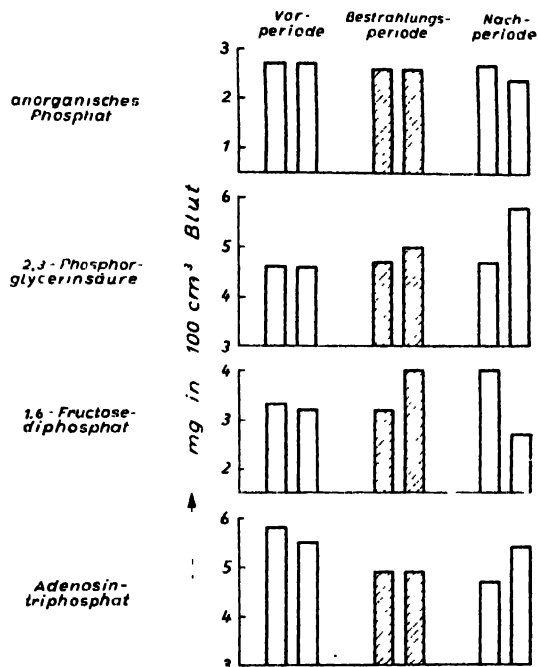 Vor-
periode
Bestrahlungs-
periode
Nach-
periode
anorganisches
Phosphat
3
2
1
2,3-Phosphor-
glycerinsäure
6
5
4
3
1,6-Fructose-
diphosphat
4
3
2
Adenosin-
triphosphat
6
5
4
3
mg in 100 cm³ Blut